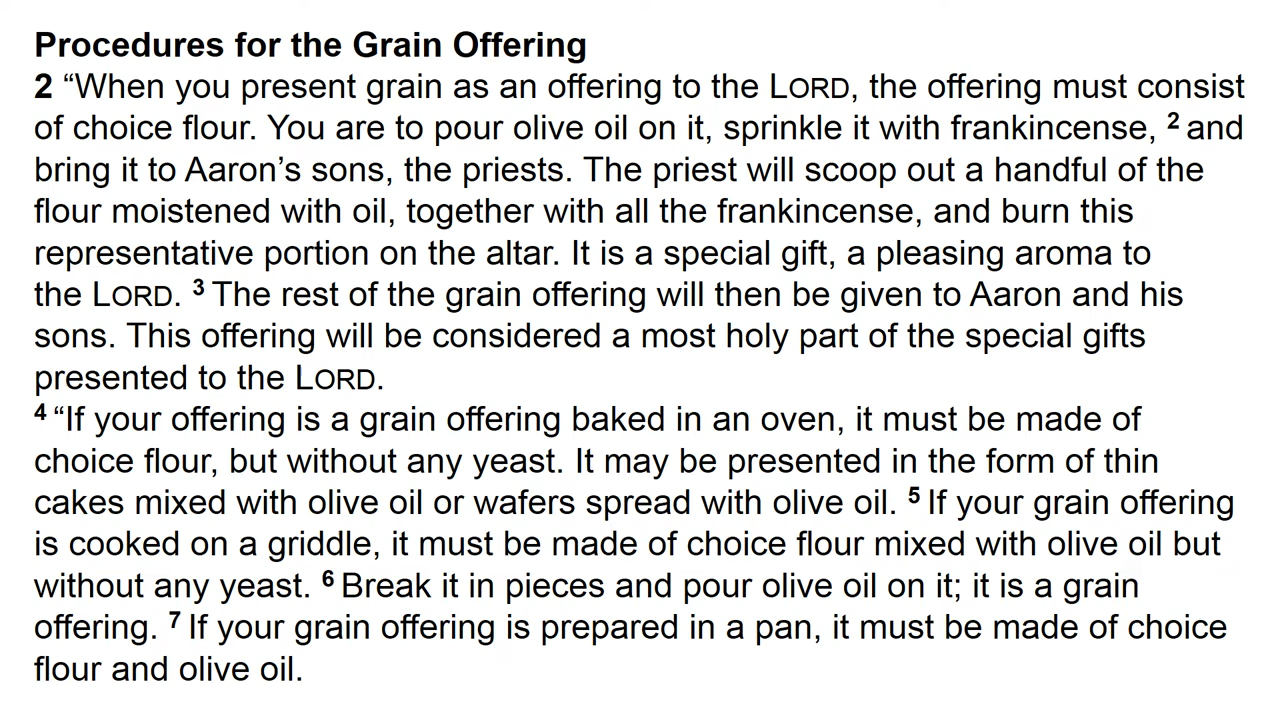 Procedures for the Grain Offering
2 “When you present grain as an offering to the LORD, the offering must consist
of choice flour. You are to pour olive oil on it, sprinkle it with frankincense, 2 and
bring it to Aaron’s sons, the priests. The priest will scoop out a handful of the
flour moistened with oil, together with all the frankincense, and burn this
representative portion on the altar. It is a special gift, a pleasing aroma to
the LORD. 3 The rest of the grain offering will then be given to Aaron and his
sons. This offering will be considered a most holy part of the special gifts
presented to the LORD.
4 “If your offering is a grain offering baked in an oven, it must be made of
choice flour, but without any yeast. It may be presented in the form of thin
cakes mixed with olive oil or wafers spread with olive oil. 5 If your grain offering
is cooked on a griddle, it must be made of choice flour mixed with olive oil but
without any yeast. 6 Break it in pieces and pour olive oil on it; it is a grain
offering. 7 If your grain offering is prepared in a pan, it must be made of choice
flour and olive oil.